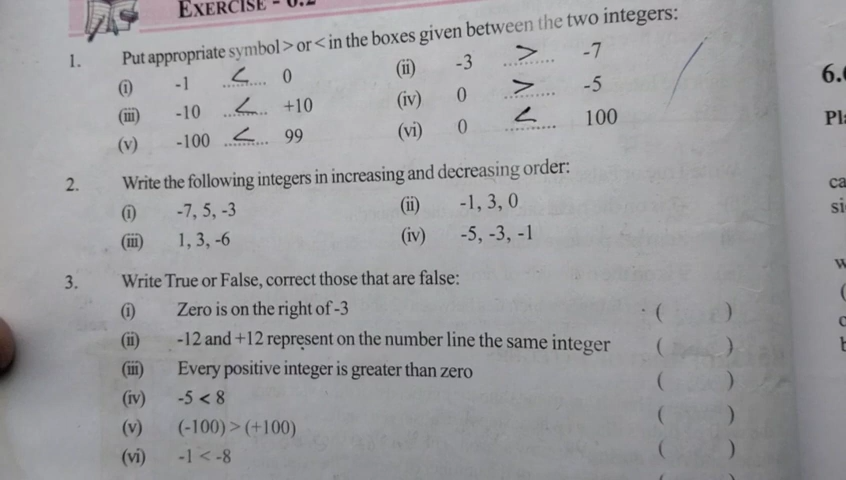 EXERCISE - 6.2
1. Put appropriate symbol > or < in the boxes given between the two integers:
(i) -1 < 0 (ii) -3 > -7
(iii) -10 < +10 (iv) 0 > -5
(v) -100 < 99 (vi) 0 < 100
2. Write the following integers in increasing and decreasing order:
(i) -7, 5, -3 (ii) -1, 3, 0
(iii) 1, 3, -6 (iv) -5, -3, -1
3. Write True or False, correct those that are false:
(i) Zero is on the right of -3 ( )
(ii) -12 and +12 represent on the number line the same integer ( )
(iii) Every positive integer is greater than zero ( )
(iv) -5 < 8 ( )
(v) (-100) > (+100) ( )
(vi) -1 < -8